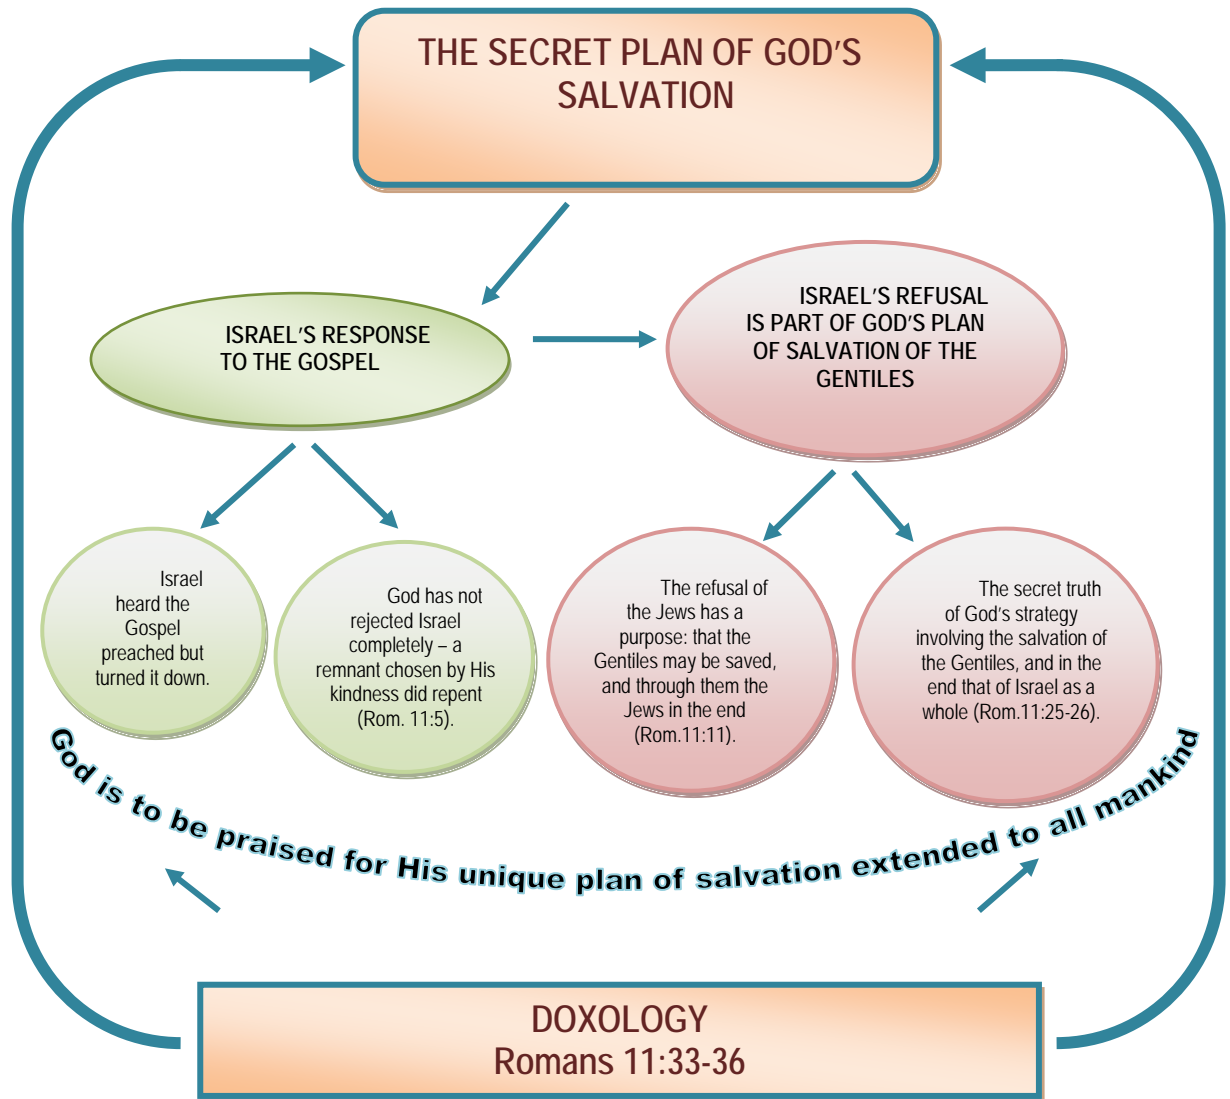 THE SECRET PLAN OF GOD'S
SALVATION
ISRAEL'S RESPONSE
TO THE GOSPEL
ISRAEL'S REFUSAL
IS PART OF GOD'S PLAN
OF SALVATION OF THE
GENTILES
Israel
heard the
Gospel
preached but
turned it down.
God has not
rejected Israel
completely – a
remnant chosen by His
kindness did repent
(Rom. 11:5).
The refusal of
the Jews has a
purpose: that the
Gentiles may be saved,
and through them the
Jews in the end
(Rom.11:11).
The secret truth
of God's strategy
involving the salvation of
the Gentiles, and in the
end that of Israel as a
whole (Rom.11:25-26).
God is to be praised for His unique plan of salvation extended to all mankind
DOXOLOGY
Romans 11:33-36